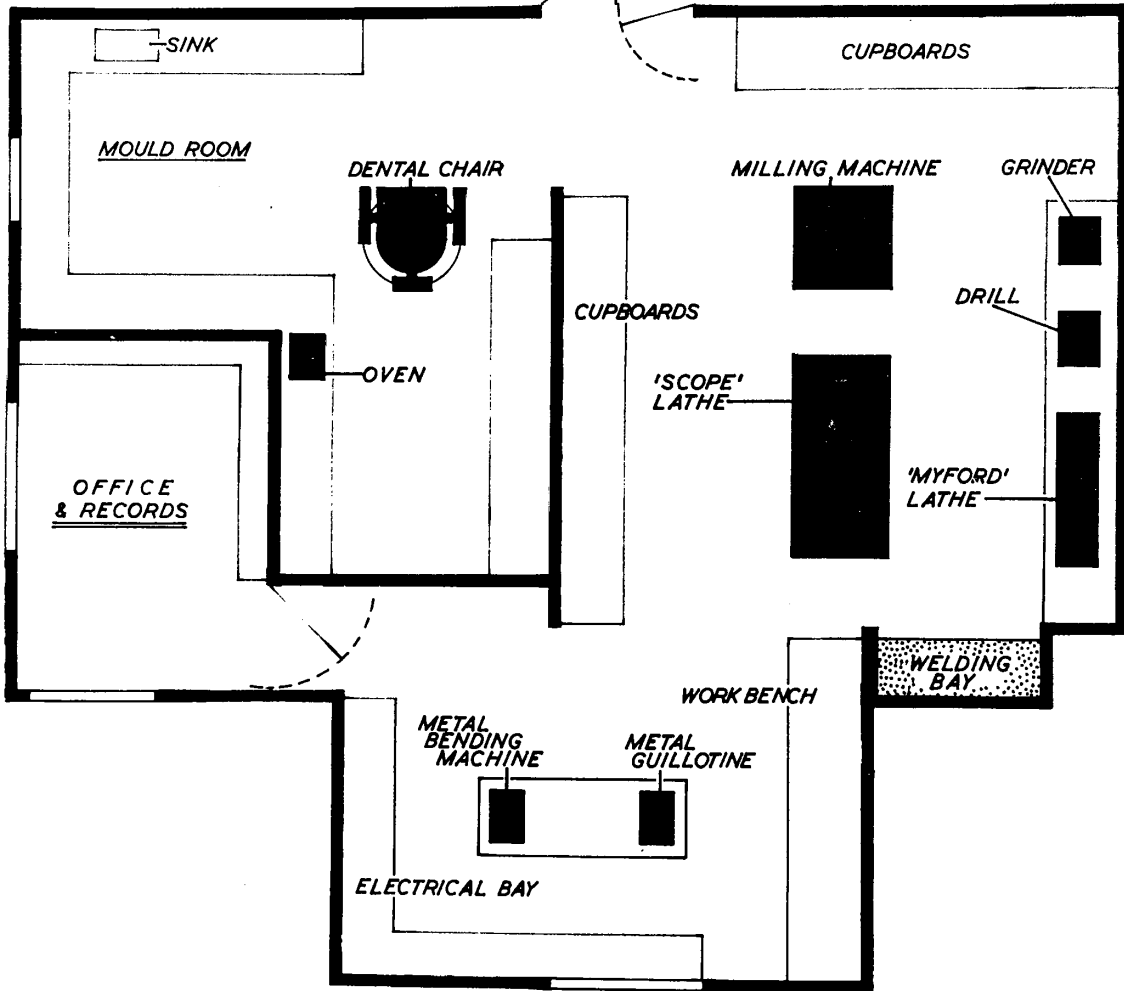 SINK
CUPBOARDS
MOULD ROOM
DENTAL CHAIR
MILLING MACHINE
GRINDER
DRILL
CUPBOARDS
OVEN
'SCOPE'
LATHE
'MYFORD'
LATHE
OFFICE
& RECORDS
WELDING
BAY
WORK BENCH
METAL
BENDING
MACHINE
METAL
GUILLOTINE
ELECTRICAL BAY